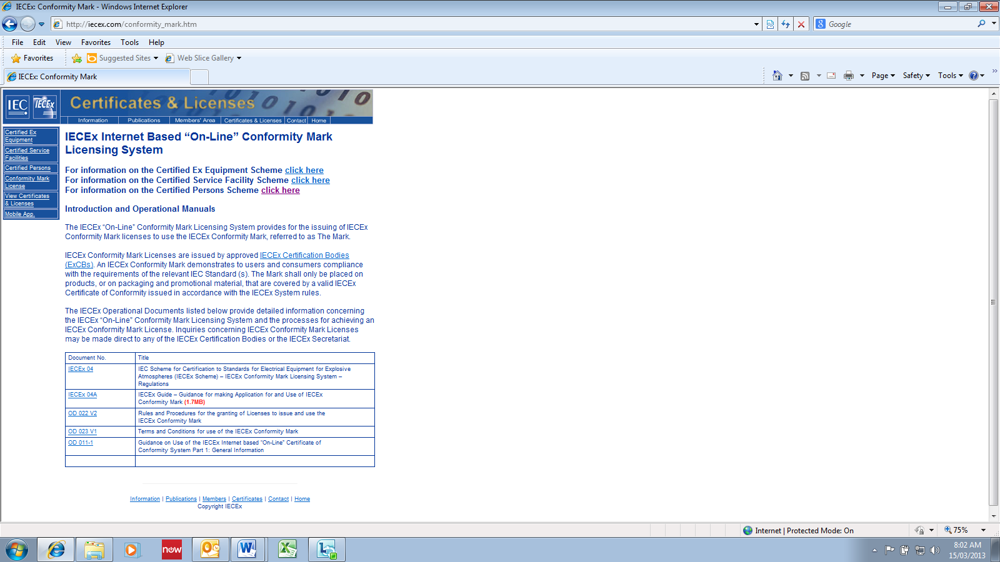 IECEx: Conformity Mark - Windows Internet Explorer
http://iecex.com/conformity_mark.htm
Google
File Edit View Favorites Tools Help
Favorites Suggested Sites Web Slice Gallery
IECEx: Conformity Mark
Page Safety Tools
IEC IECEx Certificates & Licenses
Information Publications Members' Area Certificates & Licenses Contact Home
Certified Ex
Equipment
Certified Service
Facilities
Certified Persons
Conformity Mark
License
View Certificates
& Licenses
Mobile App.
IECEx Internet Based “On-Line” Conformity Mark
Licensing System
For information on the Certified Ex Equipment Scheme click here
For information on the Certified Service Facility Scheme click here
For information on the Certified Persons Scheme click here
Introduction and Operational Manuals
The IECEx “On-Line” Conformity Mark Licensing System provides for the issuing of IECEx
Conformity Mark licenses to use the IECEx Conformity Mark, referred to as The Mark.
IECEx Conformity Mark Licenses are issued by approved IECEx Certification Bodies
(ExCBs). An IECEx Conformity Mark demonstrates to users and consumers compliance
with the requirements of the relevant IEC Standard (s). The Mark shall only be placed on
products, or on packaging and promotional material, that are covered by a valid IECEx
Certificate of Conformity issued in accordance with the IECEx System rules.
The IECEx Operational Documents listed below provide detailed information concerning
the IECEx “On-Line” Conformity Mark Licensing System and the processes for achieving an
IECEx Conformity Mark License. Inquiries concerning IECEx Conformity Mark Licenses
may be made direct to any of the IECEx Certification Bodies or the IECEx Secretariat.
Document No. Title
IECEx 04 IEC Scheme for Certification to Standards for Electrical Equipment for Explosive
Atmospheres (IECEx Scheme) – IECEx Conformity Mark Licensing System –
Regulations
IECEx 04A IECEx Guide – Guidance for making Application for and Use of IECEx
Conformity Mark (1.7MB)
OD 022 V2 Rules and Procedures for the granting of Licenses to issue and use the
IECEx Conformity Mark
OD 023 V1 Terms and Conditions for use of the IECEx Conformity Mark
OD 011-1 Guidance on Use of the IECEx Internet based “On-Line” Certificate of
Conformity System Part 1: General Information
Information | Publications | Members | Certificates | Contact | Home
Copyright IECEx
Internet | Protected Mode: On
75%
now
8:02 AM
15/03/2013